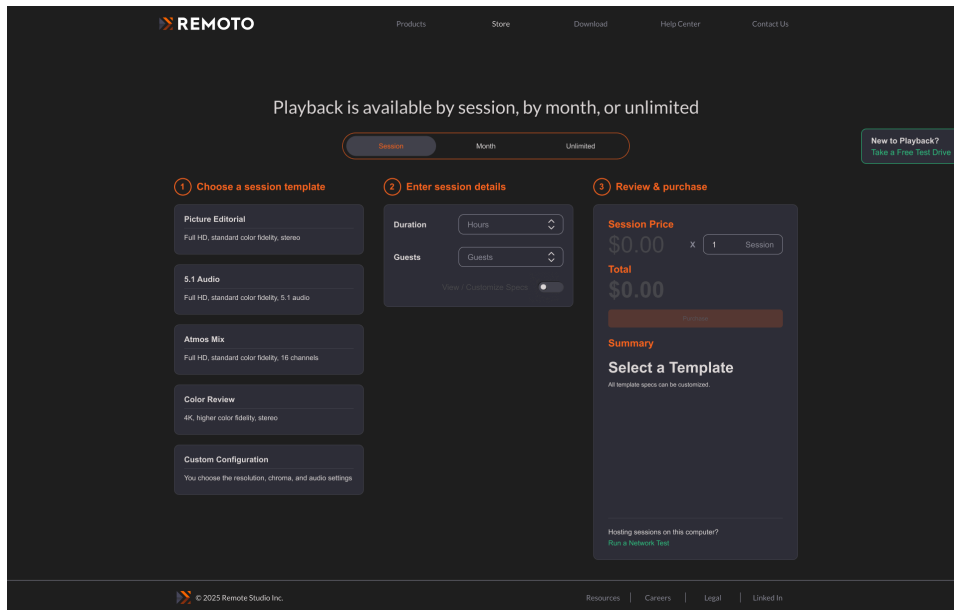 REMOTO
Products
Store
Download
Help Center
Contact Us
Playback is available by session, by month, or unlimited
Session
Month
Unlimited
New to Playback?
Take a Free Test Drive
1 Choose a session template
Picture Editorial
Full HD, standard color fidelity, stereo
5.1 Audio
Full HD, standard color fidelity, 5.1 audio
Atmos Mix
Full HD, standard color fidelity, 16 channels
Color Review
4K, higher color fidelity, stereo
Custom Configuration
You choose the resolution, chroma, and audio settings
2 Enter session details
Duration
Hours
Guests
Guests
View / Customize Specs
3 Review & purchase
Session Price
$0.00 X 1 Session
Total
$0.00
Purchase
Summary
Select a Template
All template specs can be customized.
Hosting sessions on this computer?
Run a Network Test
© 2025 Remote Studio Inc.
Resources
Careers
Legal
Linked In